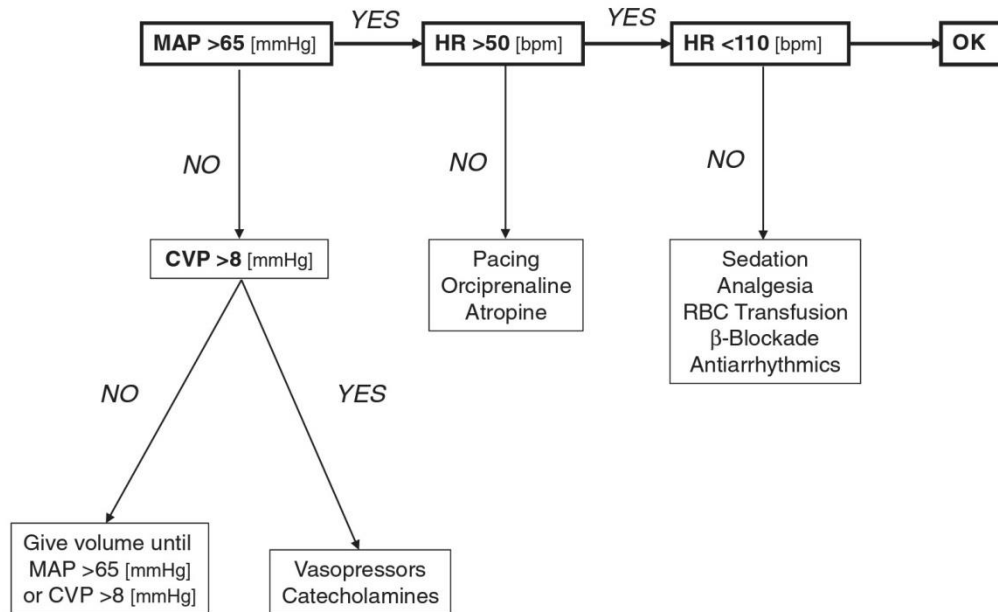 YES
YES
MAP >65 [mmHg]
HR >50 [bpm]
HR <110 [bpm]
OK
NO
NO
NO
CVP >8 [mmHg]
Pacing
Orciprenaline
Atropine
Sedation
Analgesia
RBC Transfusion
β-Blockade
Antiarrhythmics
NO
YES
Give volume until
MAP >65 [mmHg]
or CVP >8 [mmHg]
Vasopressors
Catecholamines